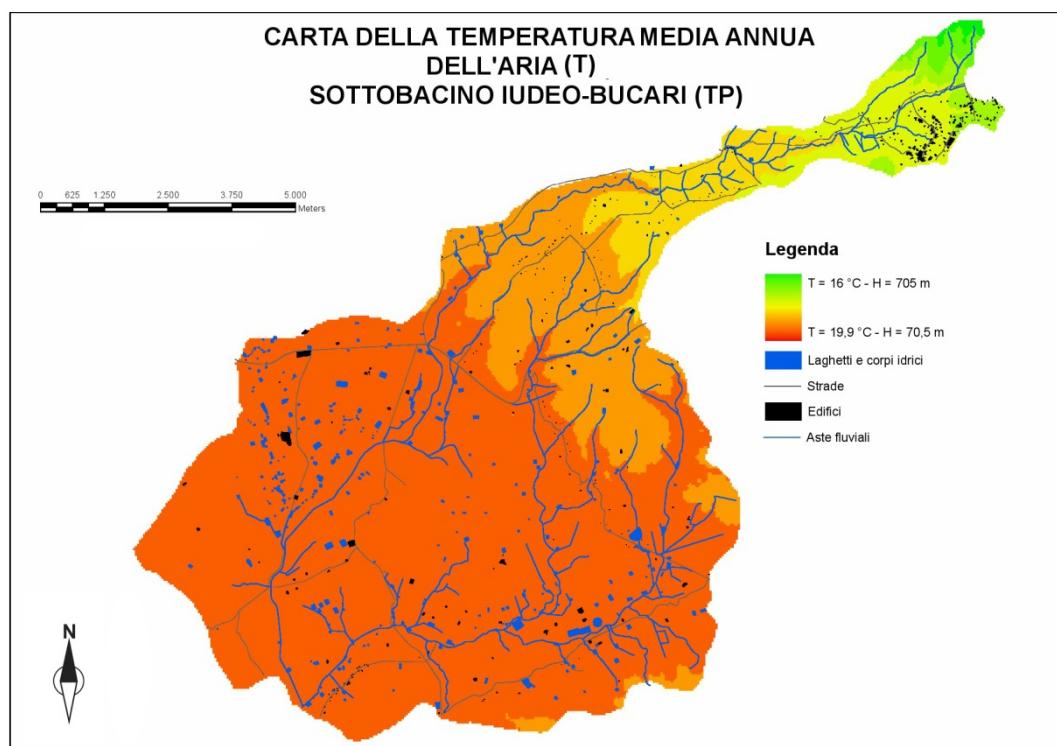 CARTA DELLA TEMPERATURA MEDIA ANNUA
DELL'ARIA (T)
SOTTOBACINO IUDEO-BUCARI (TP)
0 625 1.250 2.500 3.750 5.000
Meters
Legenda
T = 16 °C - H = 705 m
T = 19,9 °C - H = 70,5 m
Laghetti e corpi idrici
Strade
Edifici
Aste fluviali
N